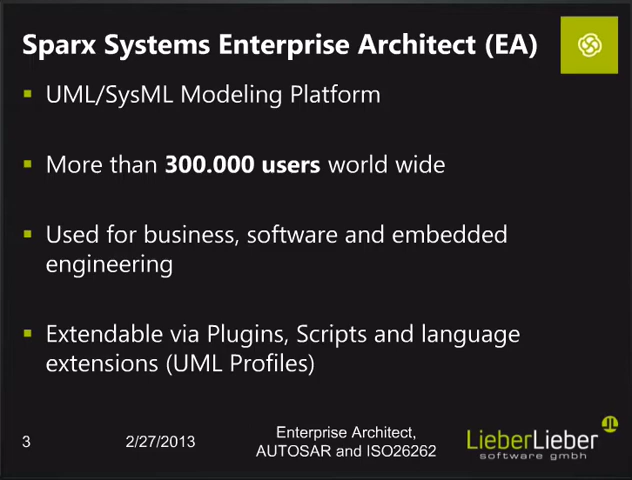 Sparx Systems Enterprise Architect (EA)
UML/SysML Modeling Platform
More than 300.000 users world wide
Used for business, software and embedded
engineering
Extendable via Plugins, Scripts and language
extensions (UML Profiles)
3
2/27/2013
Enterprise Architect,
AUTOSAR and ISO26262
LieberLieber
software gmbh